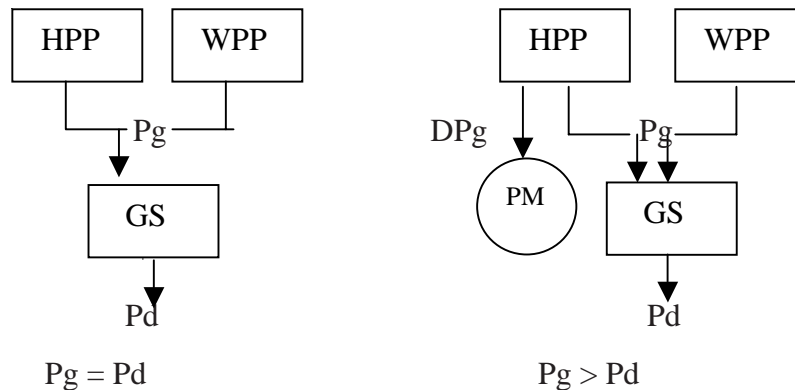 HPP WPP HPP WPP
Pg DPg Pg
GS PM GS
Pd Pd
Pg = Pd Pg > Pd